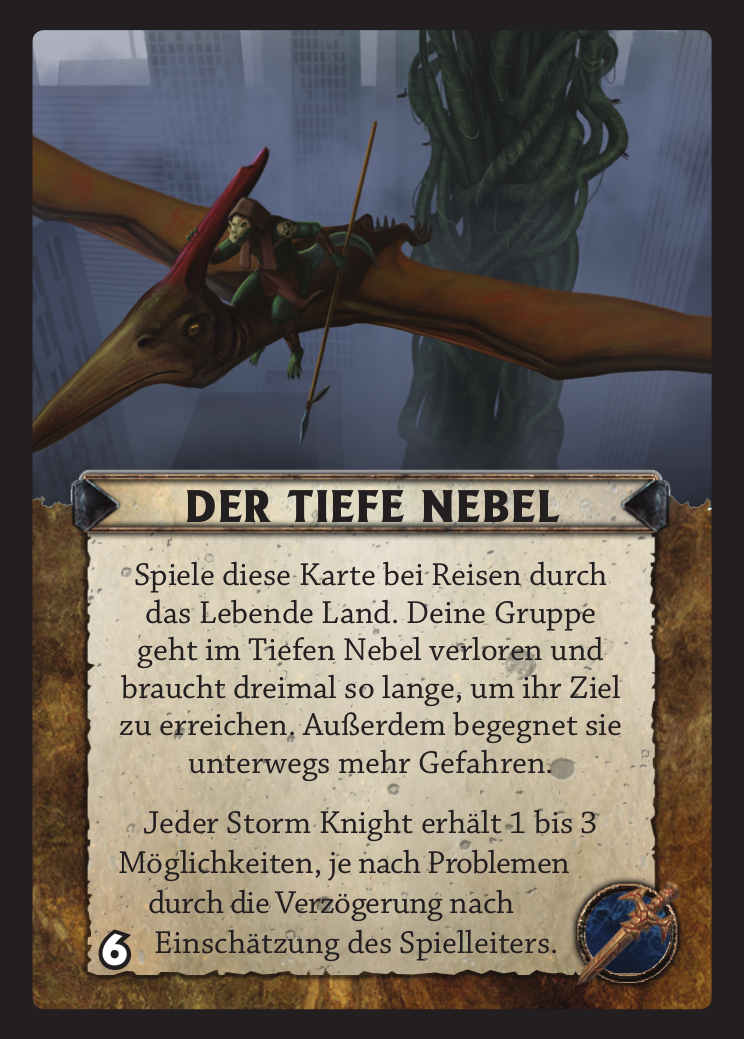 DER TIEFE NEBEL
Spiele diese Karte bei Reisen durch
das Lebende Land. Deine Gruppe
geht im Tiefen Nebel verloren und
braucht dreimal so lange, um ihr Ziel
zu erreichen. Außerdem begegnet sie
unterwegs mehr Gefahren.
Jeder Storm Knight erhält 1 bis 3
Möglichkeiten, je nach Problemen
durch die Verzögerung nach
Einschätzung des Spielleiters.
6